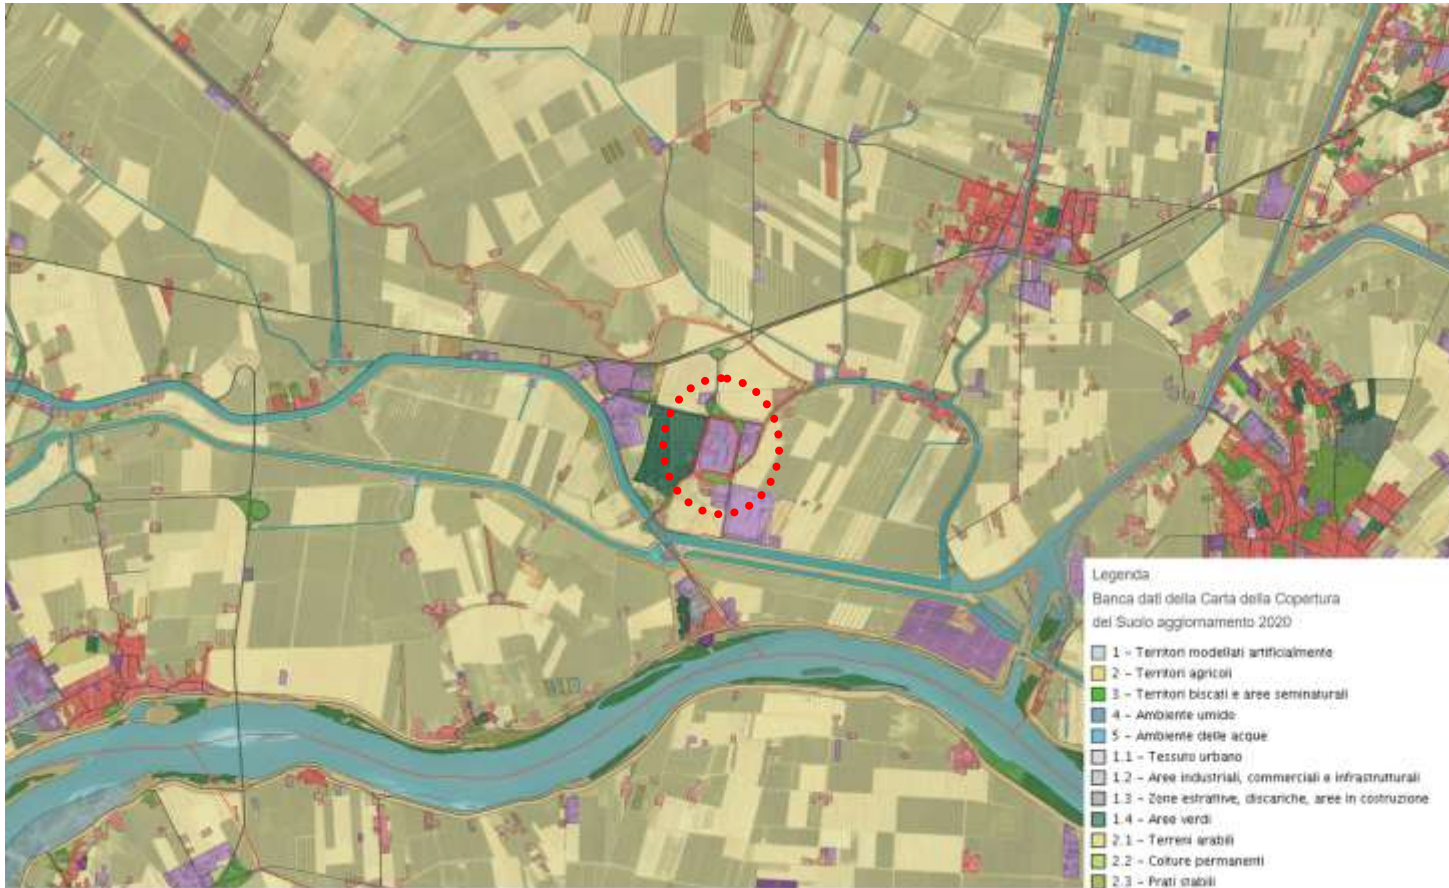 Legenda
Banca dati della Carta della Copertura
del Suolo aggiornamento 2020
1 - Territori modellati artificialmente
2 - Territori agricoli
3 - Territori biscati e aree seminaturali
4 - Ambiente umido
5 - Ambiente delle acque
1.1 - Tessuto urbano
1.2 - Aree industriali, commerciali e infrastrutturali
1.3 - Zone estrattive, discariche, aree in costruzione
1.4 - Aree verdi
2.1 - Terreni arabili
2.2 - Colture permanenti
2.3 - Prati stabili